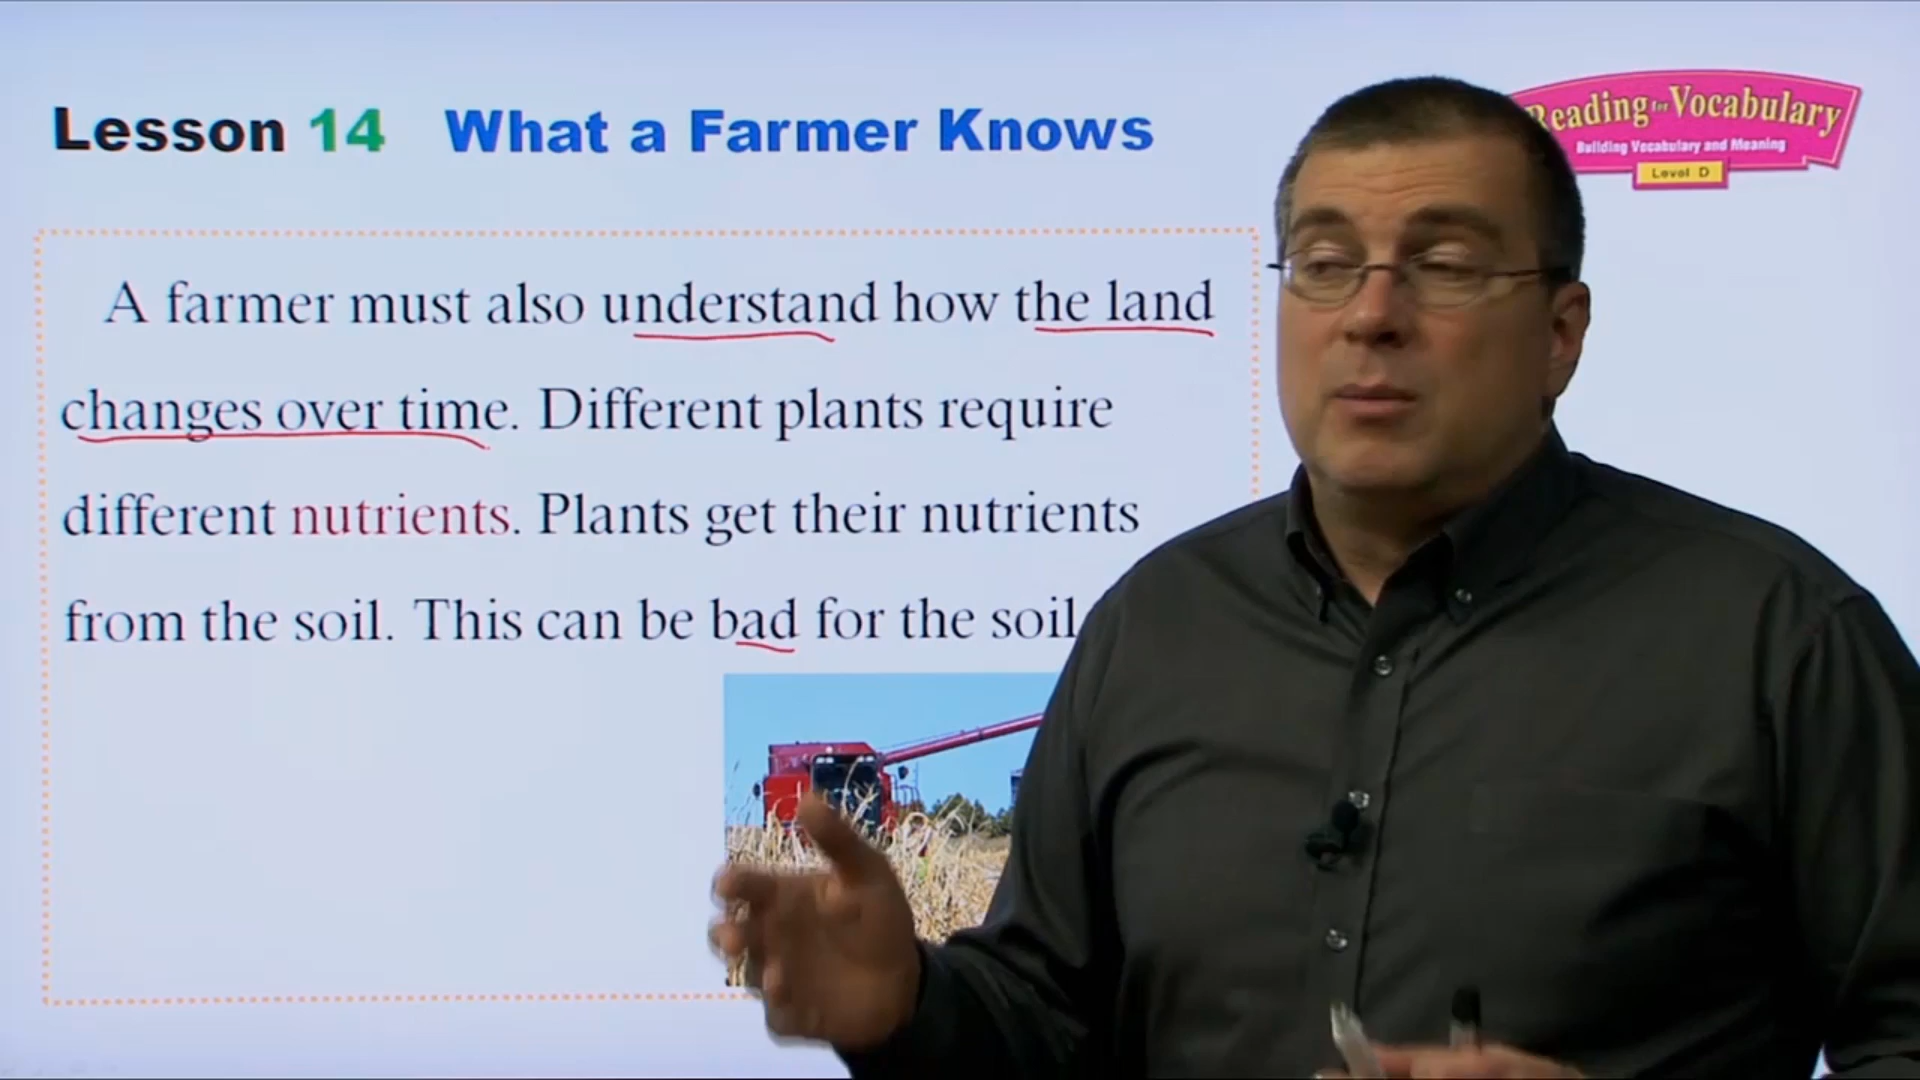 Lesson 14 What a Farmer Knows
Reading for Vocabulary
Building Vocabulary and Meaning
Level D
A farmer must also understand how the land
changes over time. Different plants require
different nutrients. Plants get their nutrients
from the soil. This can be bad for the soil